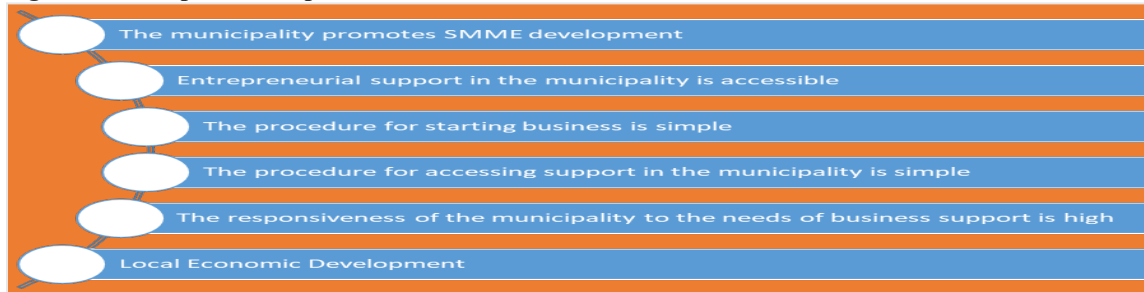 The municipality promotes SMME development
Entrepreneurial support in the municipality is accessible
The procedure for starting business is simple
The procedure for accessing support in the municipality is simple
The responsiveness of the municipality to the needs of business support is high
Local Economic Development